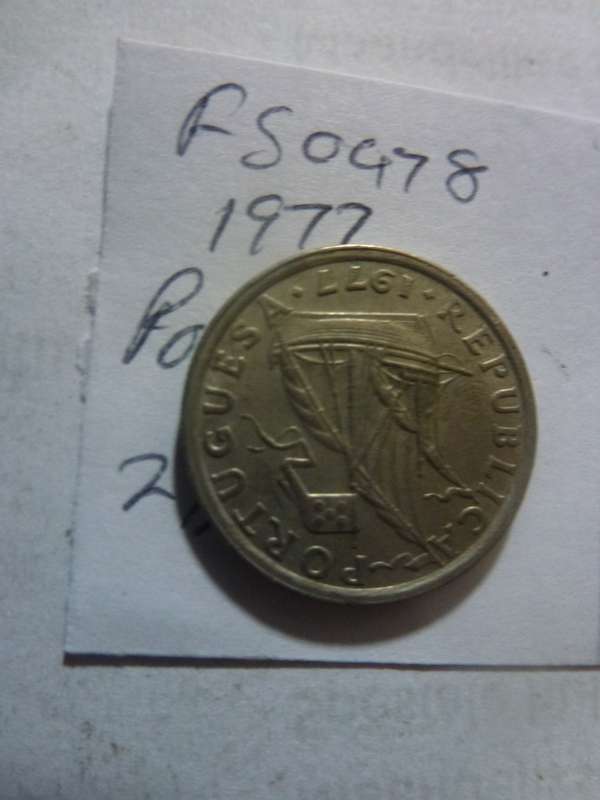 FS0478
1977
Po
2
REPUBLICA PORTUGUESA · 1977 ·